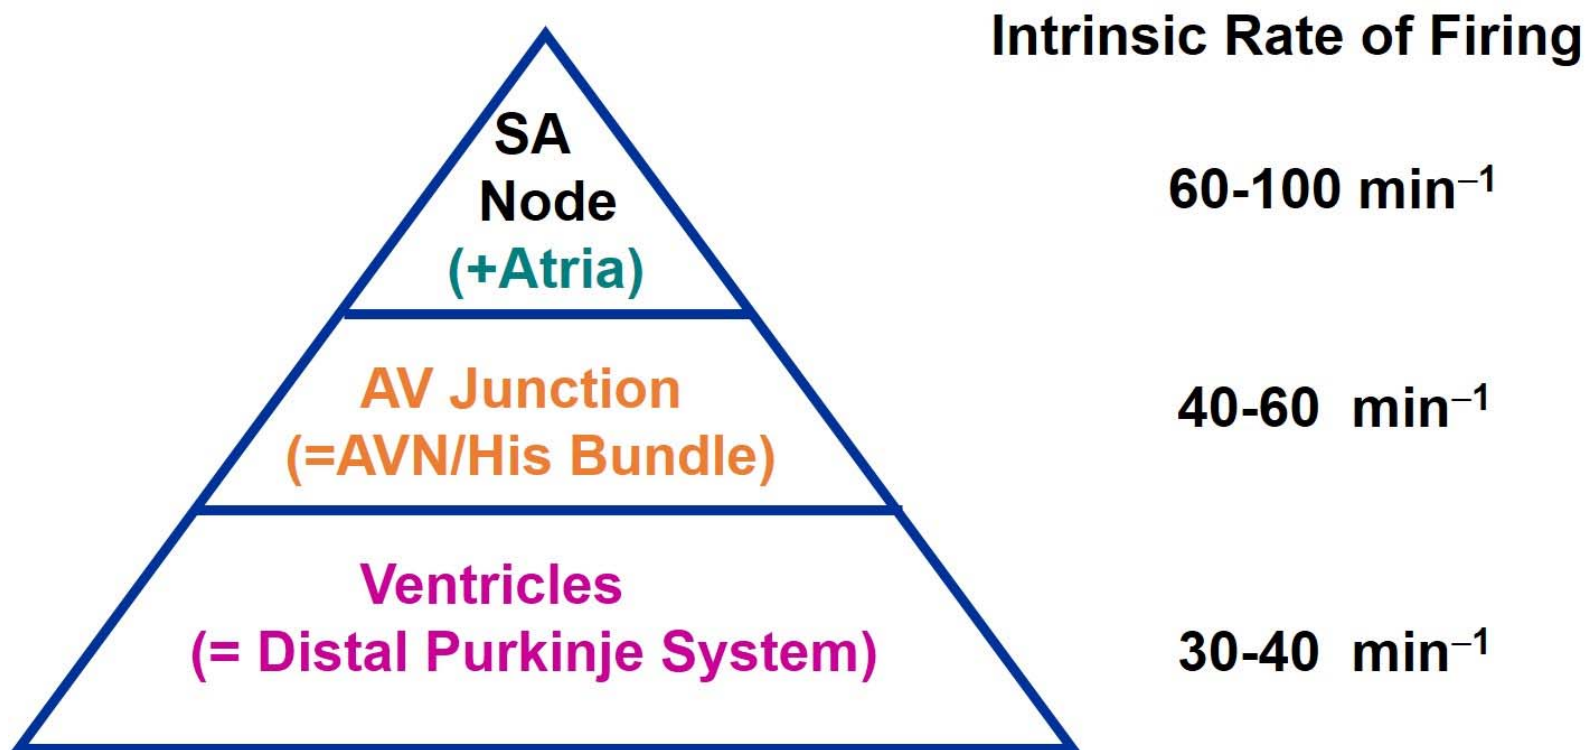 Intrinsic Rate of Firing
SA
Node
(+Atria)
60-100 min⁻¹
AV Junction
(=AVN/His Bundle)
40-60 min⁻¹
Ventricles
(= Distal Purkinje System)
30-40 min⁻¹